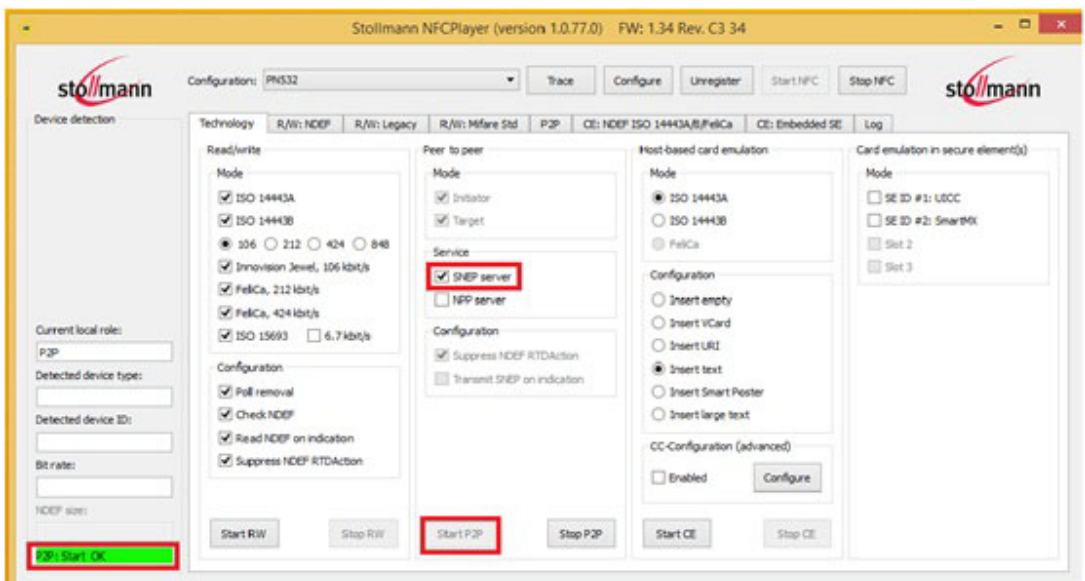 Stollmann NFCPlayer (version 1.0.77.0) FW: 1.34 Rev. C3 34
stollmann
Configuration: PN532 Trace Configure Unregister Start NFC Stop NFC
stollmann
Device detection
Technology R/W: NDEF R/W: Legacy R/W: Mifare Std P2P CE: NDEF ISO 14443A/B/FeliCa CE: Embedded SE Log
Read/write
Mode
ISO 14443A
ISO 14443B
106 212 424 848
Innovision Jewel, 106 kbit/s
FeliCa, 212 kbit/s
FeliCa, 424 kbit/s
ISO 15693 6.7 kbit/s
Configuration
Poll removal
Check NDEF
Read NDEF on indication
Suppress NDEF RTDAction
Start RW Stop RW
Peer to peer
Mode
Initiator
Target
Service
SNEP server
NPP server
Configuration
Suppress NDEF RTDAction
Transmit SNEP on indication
Start P2P Stop P2P
Host-based card emulation
Mode
ISO 14443A
ISO 14443B
FeliCa
Configuration
Insert empty
Insert VCard
Insert URI
Insert text
Insert Smart Poster
Insert large text
CC-Configuration (advanced)
Enabled Configure
Start CE Stop CE
Card emulation in secure element(s)
Mode
SE ID #1: UICC
SE ID #2: SmartMX
Slot 2
Slot 3
Current local role:
P2P
Detected device type:
Detected device ID:
Bit rate:
NDEF size:
P2P: Start OK